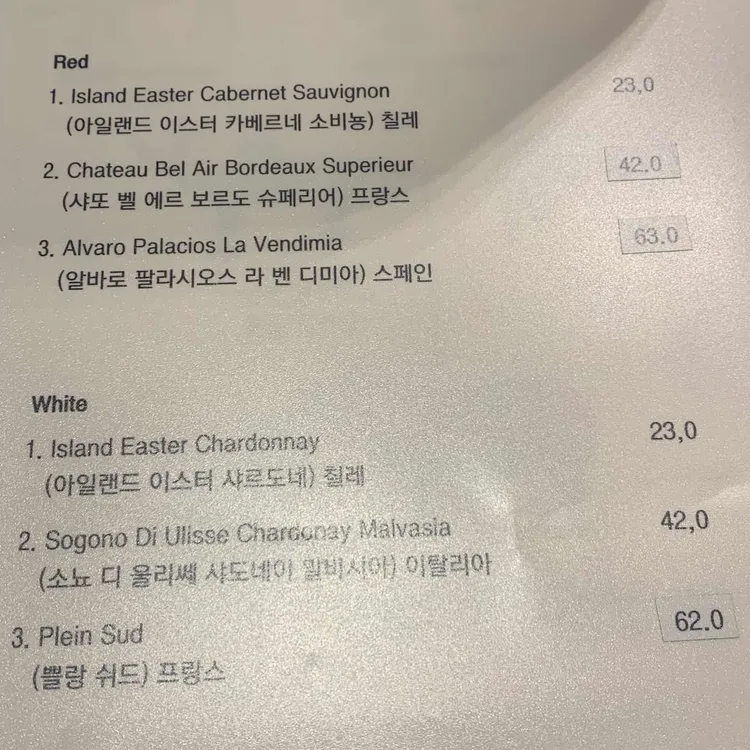 Red
1. Island Easter Cabernet Sauvignon 23,0
(아일랜드 이스터 카베르네 소비뇽) 칠레
2. Chateau Bel Air Bordeaux Superieur 42.0
(샤또 벨 에르 보르도 슈페리어) 프랑스
3. Alvaro Palacios La Vendimia 63.0
(알바로 팔라시오스 라 벤 디미아) 스페인
White
1. Island Easter Chardonnay 23,0
(아일랜드 이스터 샤르도네) 칠레
2. Sogono Di Ulisse Chardonay Malvasia 42,0
(소뇨 디 울리쎄 샤도네이 말비시아) 이탈리아
3. Plein Sud 62.0
(쁠랑 쉬드) 프랑스